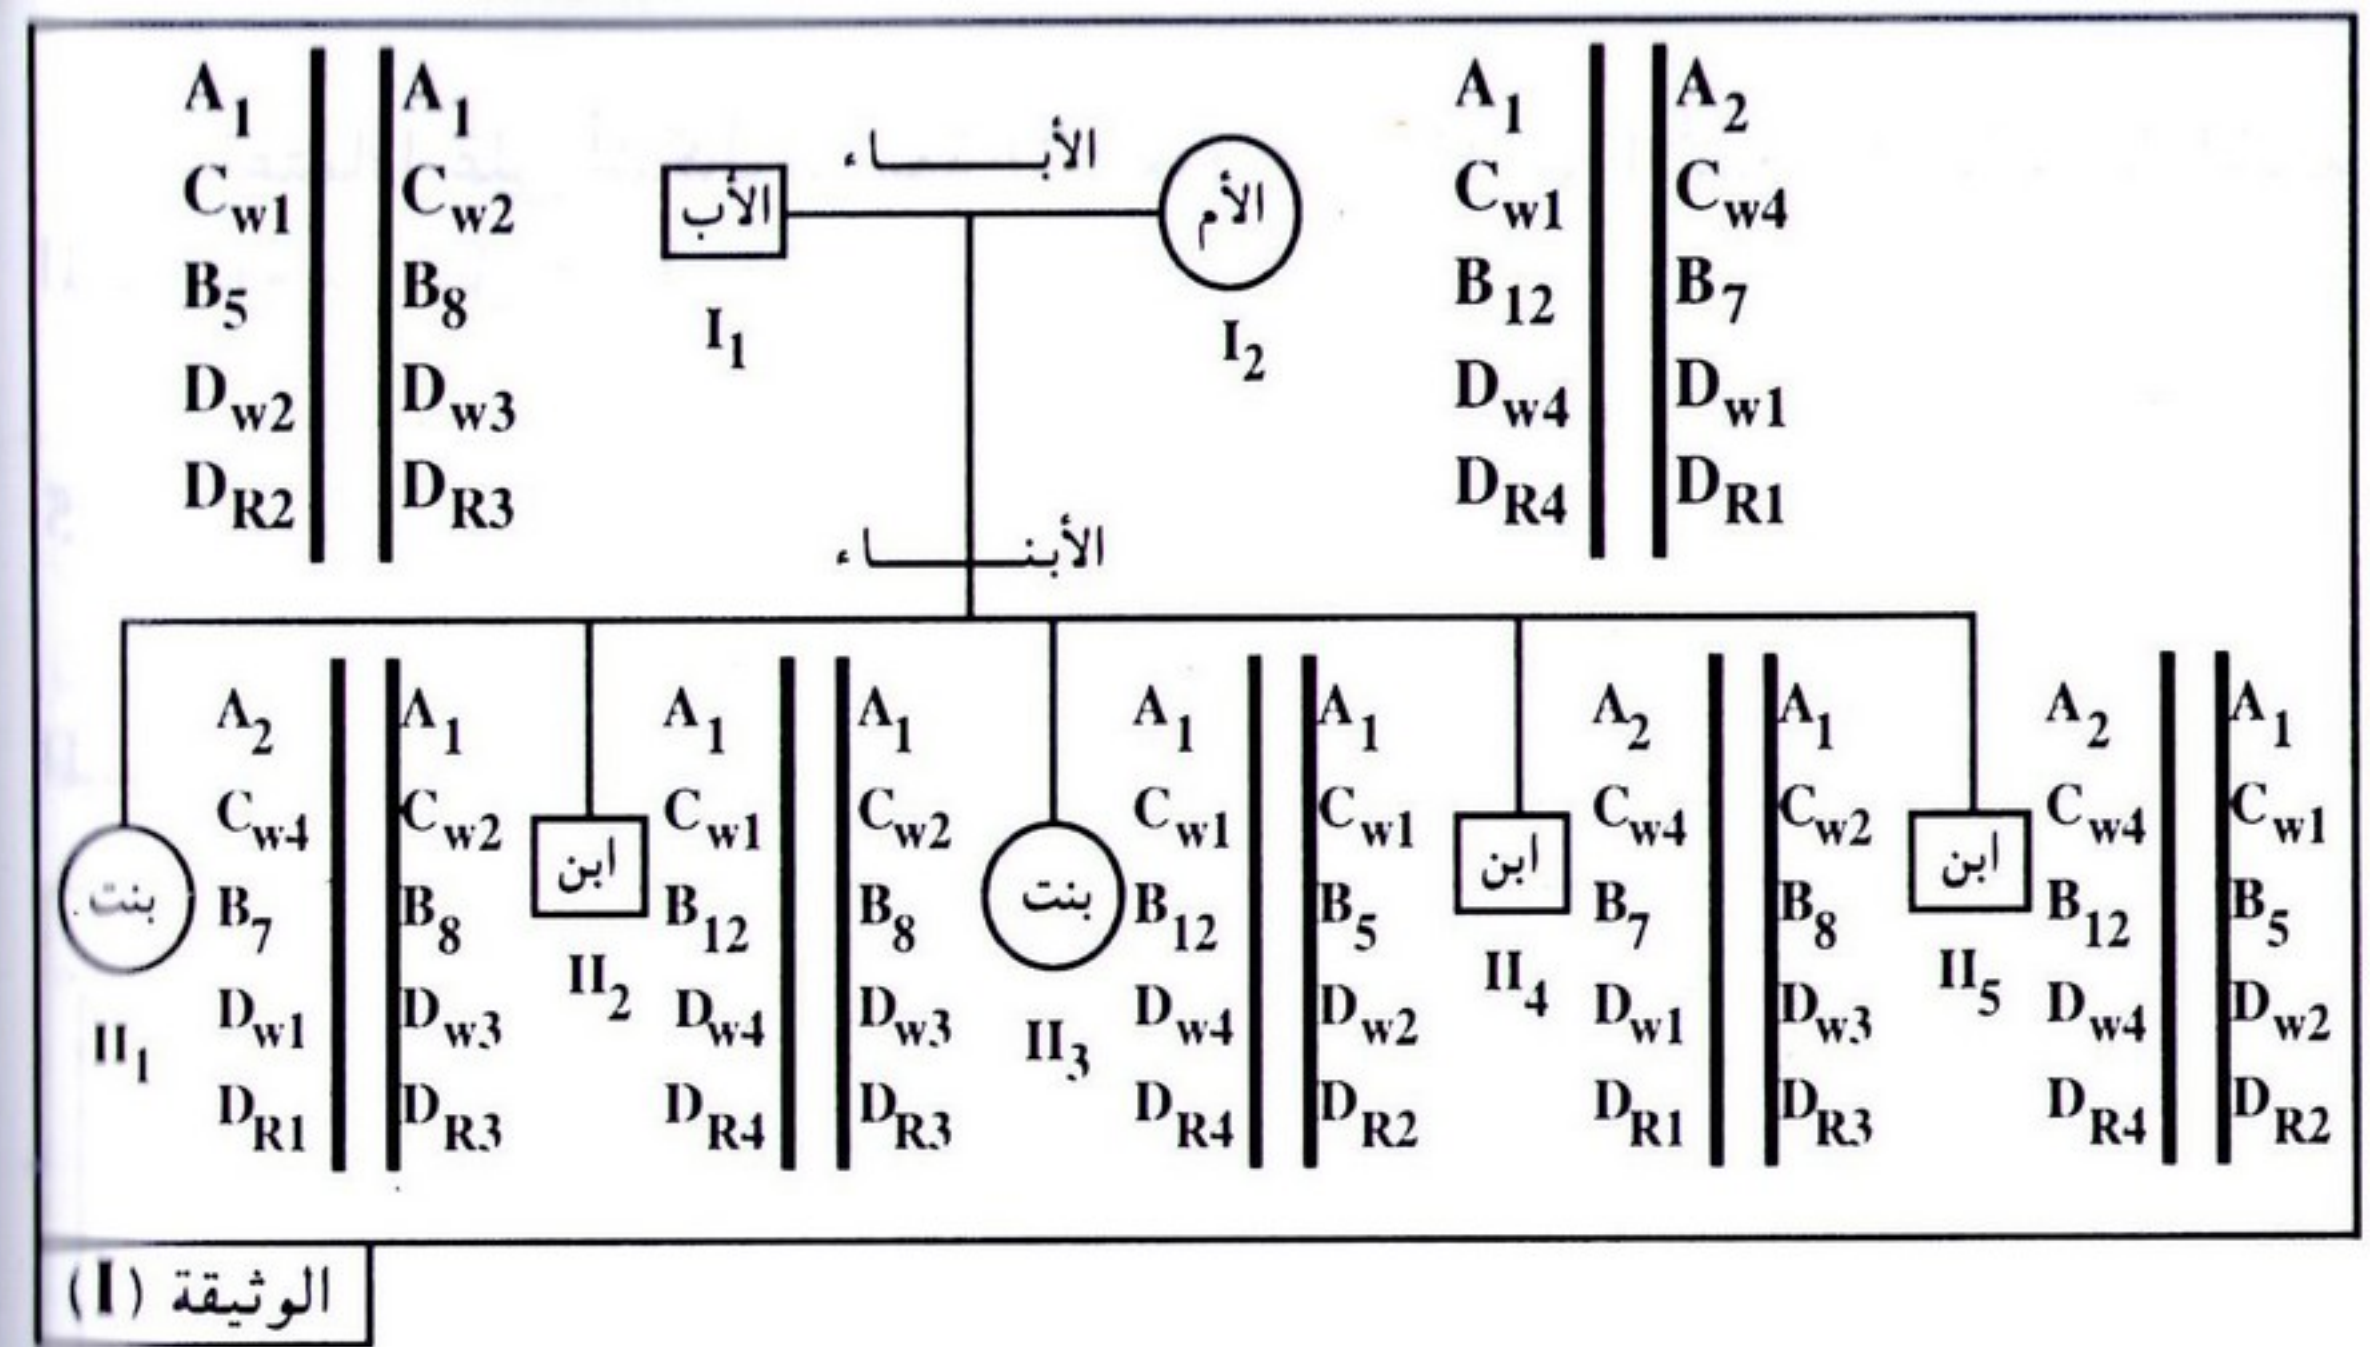 A1 A1 A1 A2
Cw1 Cw2 الأبـــاء Cw1 Cw4
الأب الأم
B5 B8 B12 B7
I1 I2
Dw2 Dw3 Dw4 Dw1
DR2 DR3 DR4 DR1
الأبنـــاء
A2 A1 A1 A1 A1 A1 A2 A1 A2 A1
Cw4 Cw2 Cw1 Cw2 Cw1 Cw1 Cw4 Cw2 Cw4 Cw1
بنت ابن بنت ابن ابن
B7 B8 B12 B8 B12 B5 B7 B8 B12 B5
II1 II2 II3 II4 II5
Dw1 Dw3 Dw4 Dw3 Dw4 Dw2 Dw1 Dw3 Dw4 Dw2
DR1 DR3 DR4 DR3 DR4 DR2 DR1 DR3 DR4 DR2
الوثيقة (I)